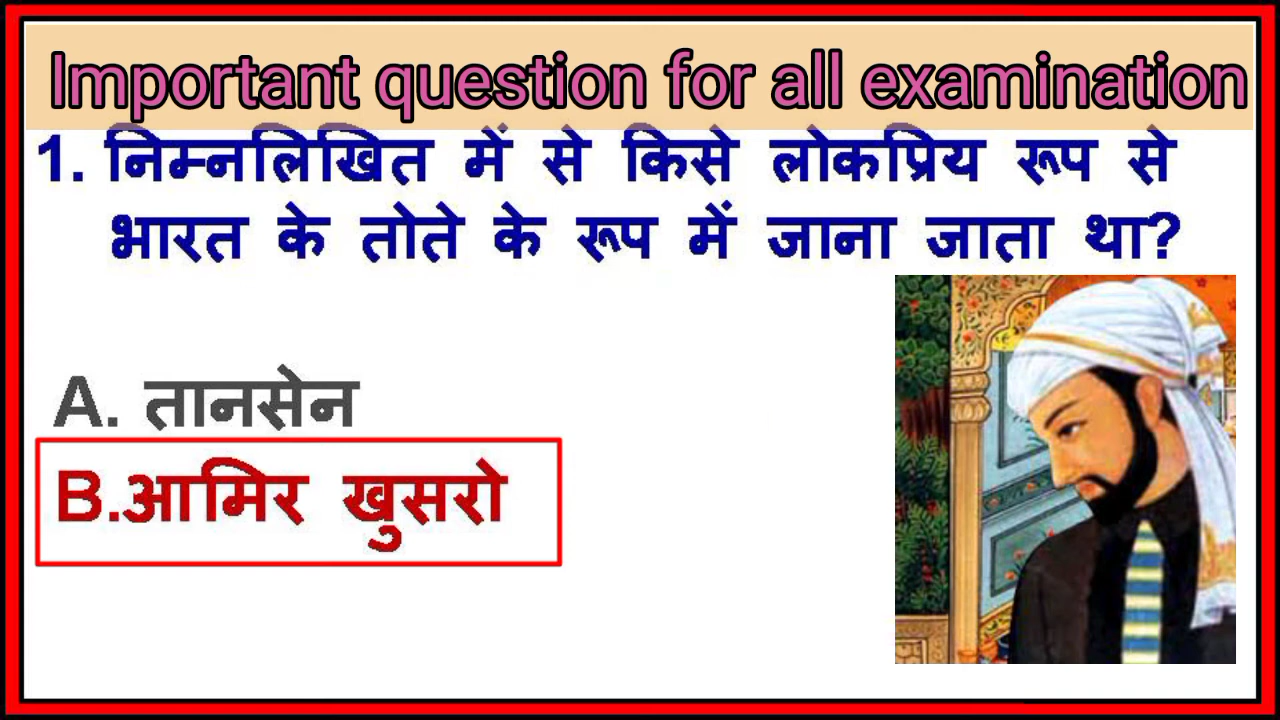 Important question for all examination
1. निम्नलिखित में से किसे लोकप्रिय रूप से
भारत के तोते के रूप में जाना जाता था?
A. तानसेन
B.आमिर खुसरो